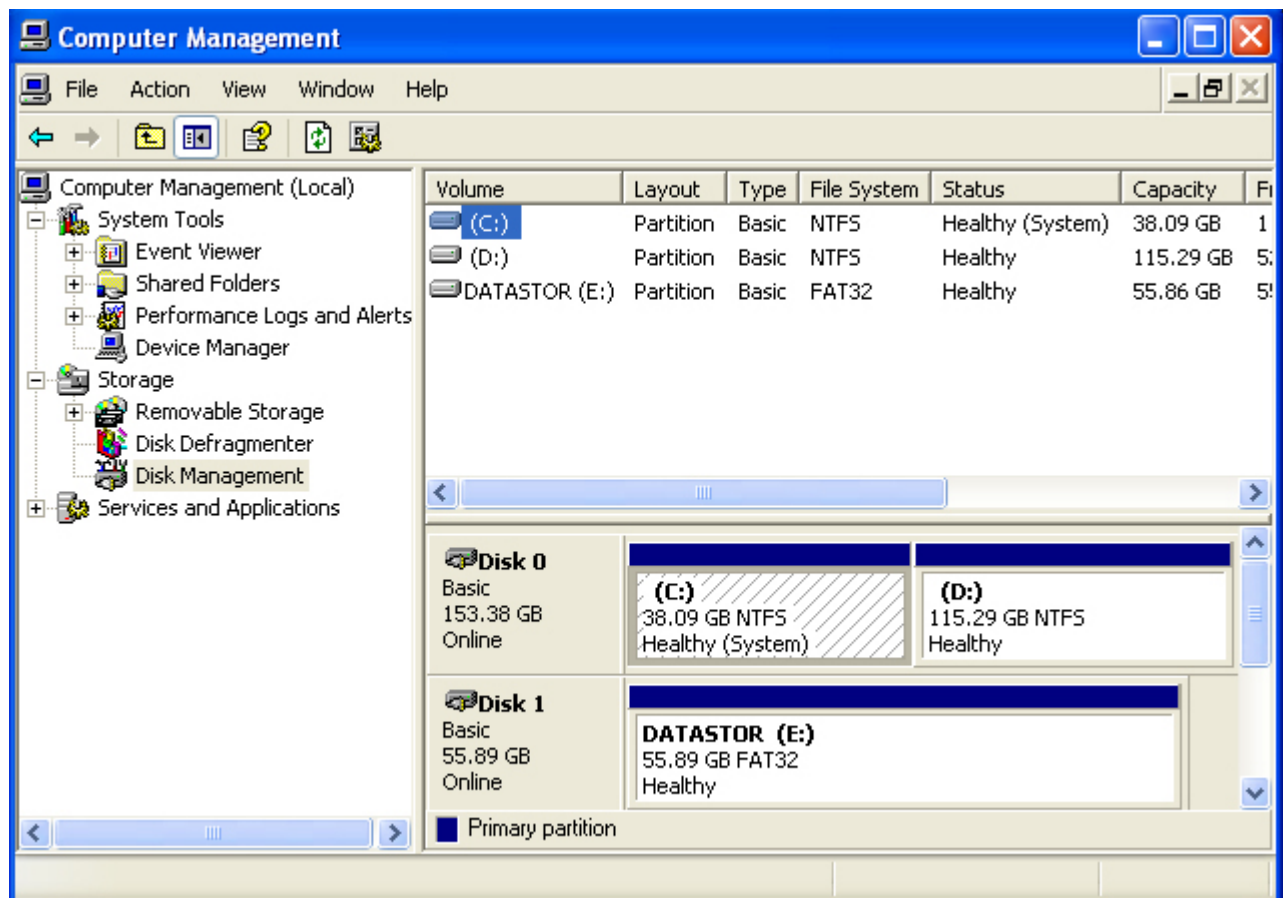 Computer Management
File Action View Window Help
Computer Management (Local)
System Tools
Event Viewer
Shared Folders
Performance Logs and Alerts
Device Manager
Storage
Removable Storage
Disk Defragmenter
Disk Management
Services and Applications
Volume Layout Type File System Status Capacity
(C:) Partition Basic NTFS Healthy (System) 38.09 GB 1
(D:) Partition Basic NTFS Healthy 115.29 GB
DATASTOR (E:) Partition Basic FAT32 Healthy 55.86 GB
Disk 0
Basic
153.38 GB
Online
(C:)
38.09 GB NTFS
Healthy (System)
(D:)
115.29 GB NTFS
Healthy
Disk 1
Basic
55.89 GB
Online
DATASTOR (E:)
55.89 GB FAT32
Healthy
Primary partition